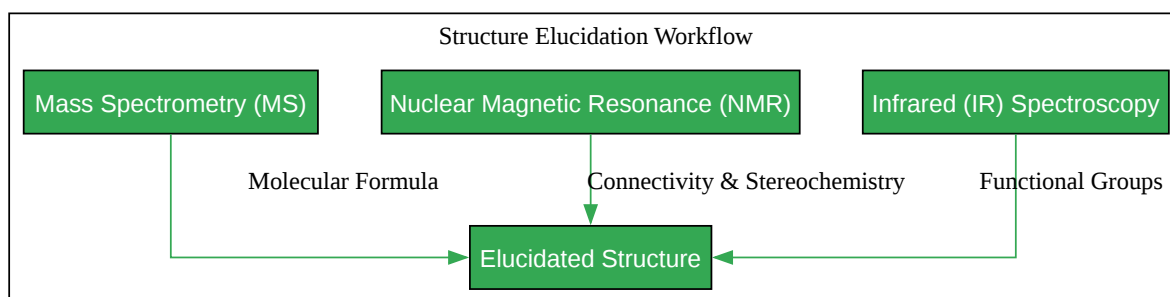 Structure Elucidation Workflow
Mass Spectrometry (MS)
Nuclear Magnetic Resonance (NMR)
Infrared (IR) Spectroscopy
Molecular Formula
Connectivity & Stereochemistry
Functional Groups
Elucidated Structure